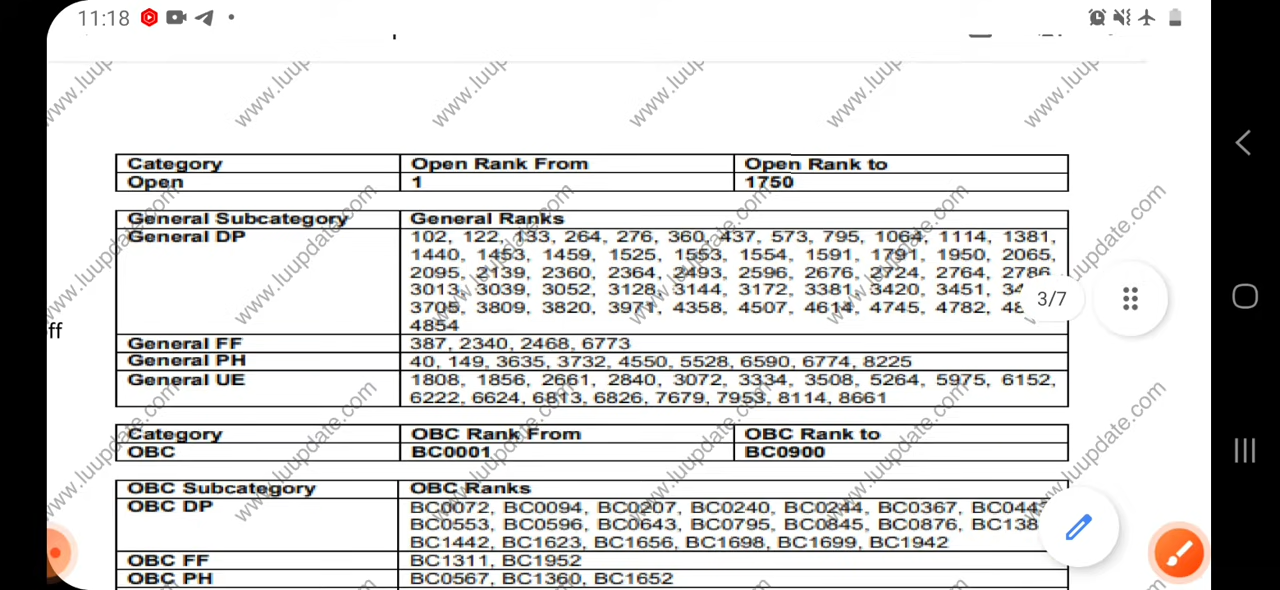 11:18
www.luupdate.com
Category Open Rank From Open Rank to
Open 1 1750
General Subcategory General Ranks
General DP 102, 122, 133, 264, 276, 360, 437, 573, 795, 1064, 1114, 1381,
1440, 1453, 1459, 1525, 1553, 1554, 1591, 1791, 1950, 2065,
2095, 2139, 2360, 2364, 2493, 2596, 2676, 2724, 2764, 2786
3013, 3039, 3052, 3128, 3144, 3172, 3381, 3420, 3451,
3/7
3705, 3809, 3820, 3971, 4358, 4507, 4614, 4745, 4782,
ff
4854
General FF 387, 2340, 2468, 6773
General PH 40, 149, 3635, 3732, 4550, 5528, 6590, 6774, 8225
General UE 1808, 1856, 2661, 2840, 3072, 3334, 3508, 5264, 5975, 6152,
6222, 6624, 6813, 6826, 7679, 7953, 8114, 8661
Category OBC Rank From OBC Rank to
OBC BC0001 BC0900
OBC Subcategory OBC Ranks
OBC DP BC0072, BC0094, BC0207, BC0240, BC0244, BC0367,
BC0553, BC0596, BC0643, BC0795, BC0845, BC0876,
BC1442, BC1623, BC1656, BC1698, BC1699, BC1942
OBC FF BC1311, BC1952
OBC PH BC0567, BC1360, BC1652